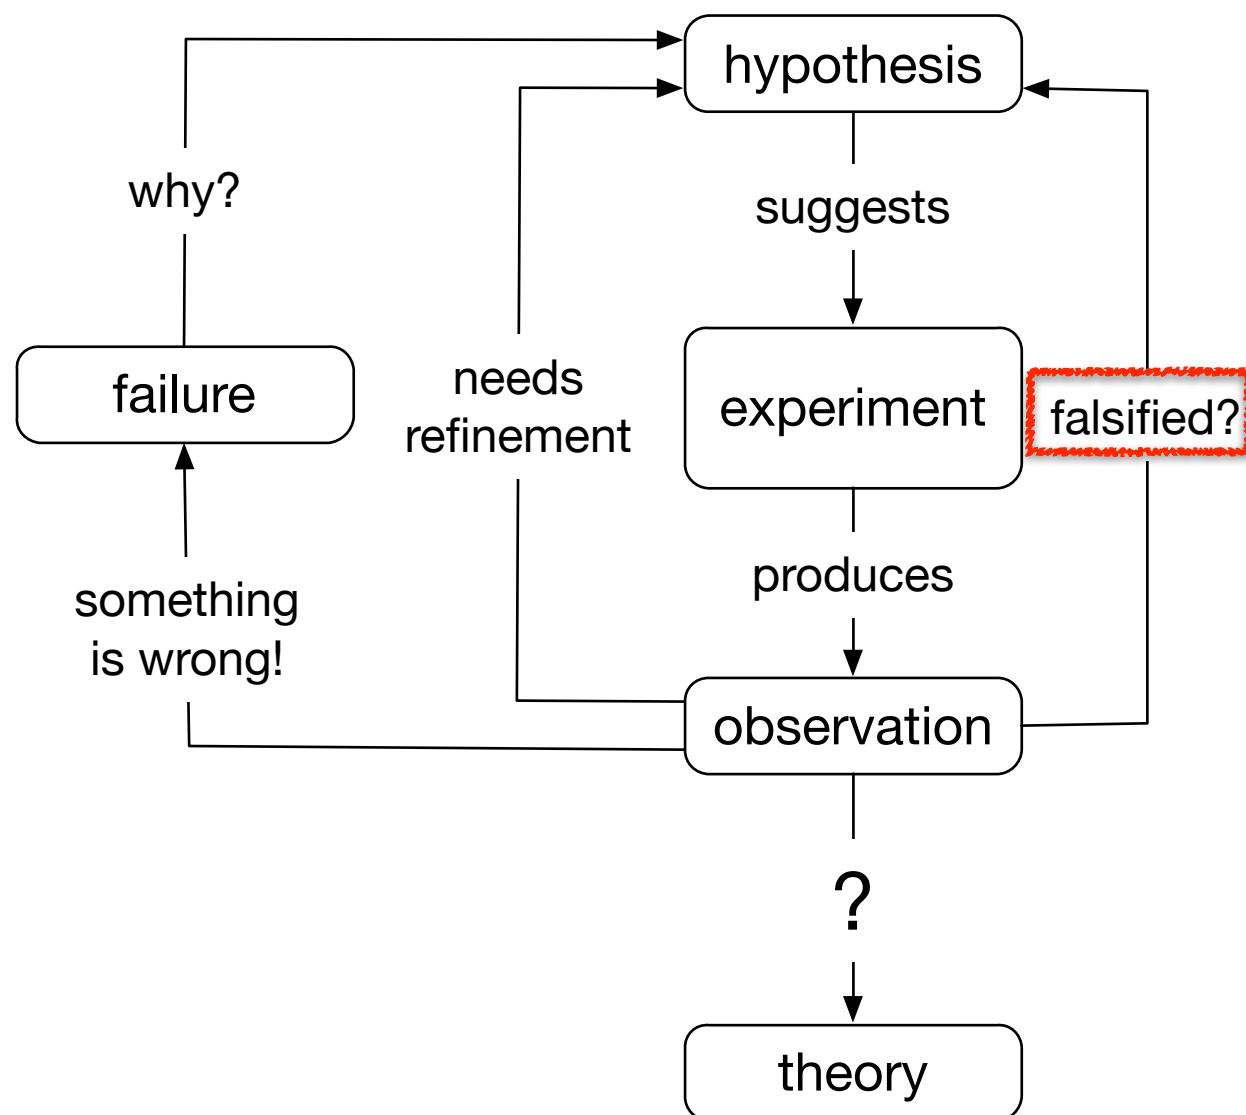 hypothesis
why?
suggests
failure
needs
refinement
experiment
falsified?
something
is wrong!
produces
observation
?
theory